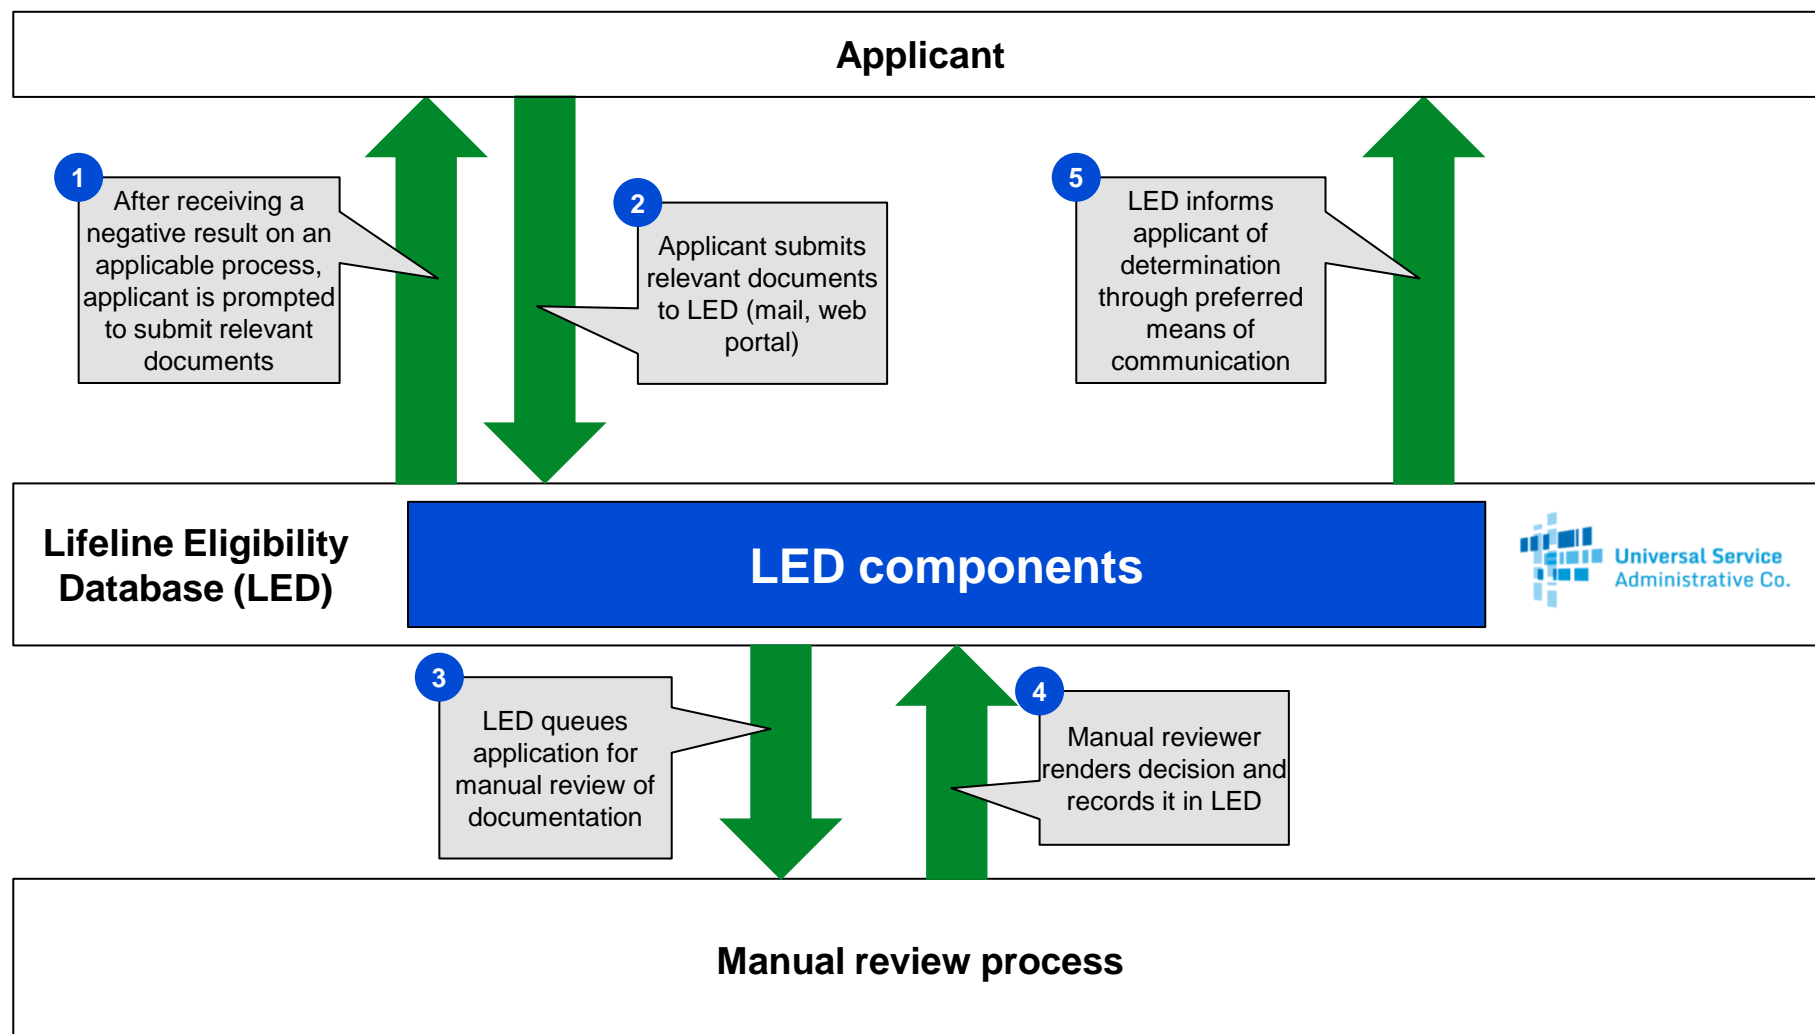 Applicant
1
After receiving a
negative result on an
applicable process,
applicant is prompted
to submit relevant
documents
2
Applicant submits
relevant documents
to LED (mail, web
portal)
5
LED informs
applicant of
determination
through preferred
means of
communication
Lifeline Eligibility
Database (LED)
LED components
Universal Service
Administrative Co.
3
LED queues
application for
manual review of
documentation
4
Manual reviewer
renders decision and
records it in LED
Manual review process